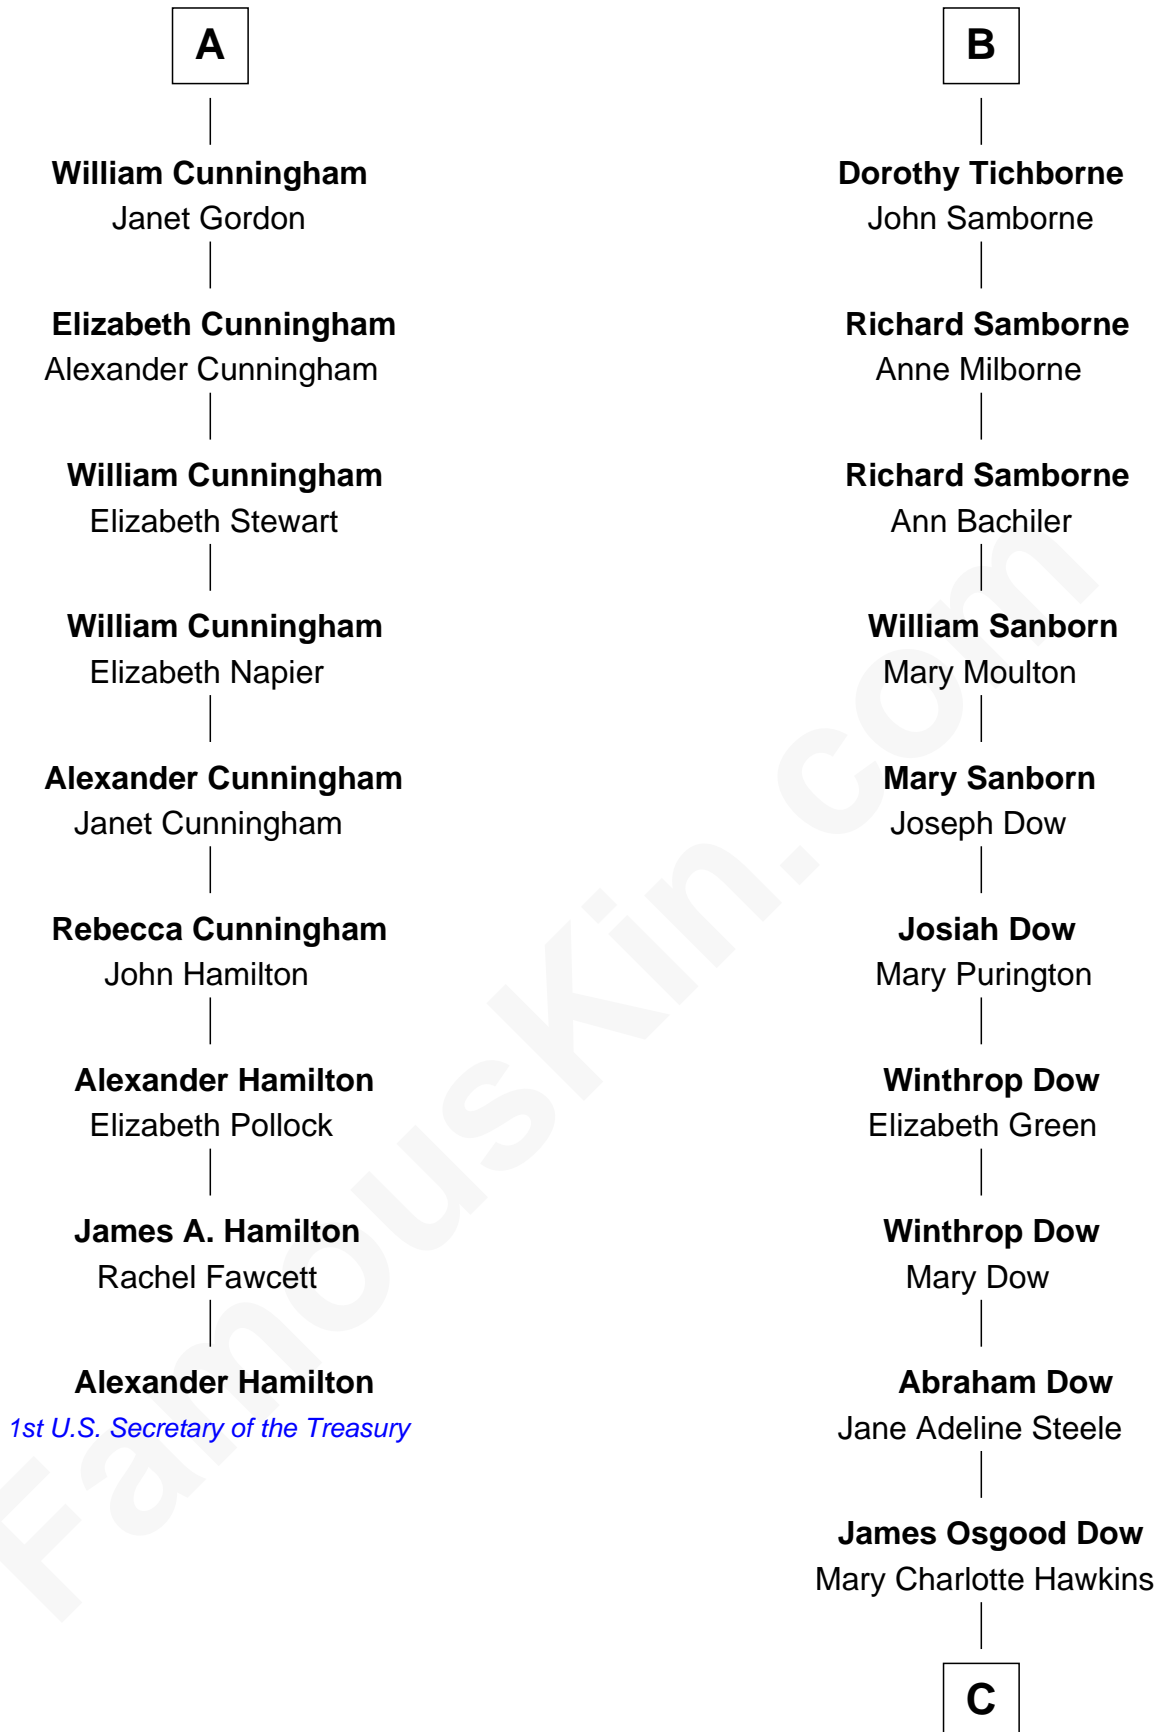 A
William Cunningham
Janet Gordon
Elizabeth Cunningham
Alexander Cunningham
William Cunningham
Elizabeth Stewart
William Cunningham
Elizabeth Napier
Alexander Cunningham
Janet Cunningham
Rebecca Cunningham
John Hamilton
Alexander Hamilton
Elizabeth Pollock
James A. Hamilton
Rachel Fawcett
Alexander Hamilton
1st U.S. Secretary of the Treasury
B
Dorothy Tichborne
John Samborne
Richard Samborne
Anne Milborne
Richard Samborne
Ann Bachiler
William Sanborn
Mary Moulton
Mary Sanborn
Joseph Dow
Josiah Dow
Mary Purington
Winthrop Dow
Elizabeth Green
Winthrop Dow
Mary Dow
Abraham Dow
Jane Adeline Steele
James Osgood Dow
Mary Charlotte Hawkins
C
FamousKin.com